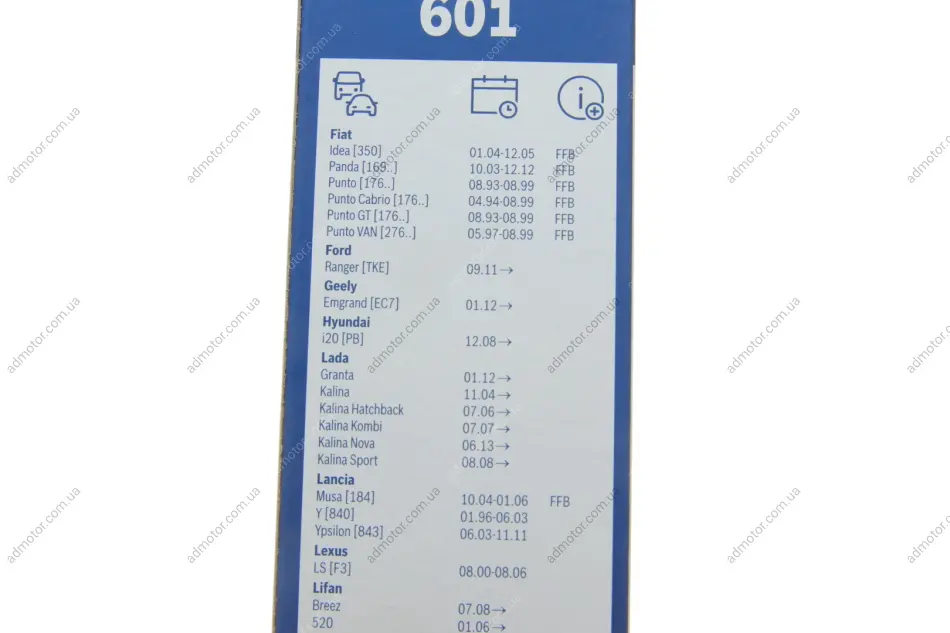 601
Fiat
Idea [350] 01.04-12.05 FFB
Panda [169..] 10.03-12.12 FFB
Punto [176..] 08.93-08.99 FFB
Punto Cabrio [176..] 04.94-08.99 FFB
Punto GT [176..] 08.93-08.99 FFB
Punto VAN [276..] 05.97-08.99 FFB
Ford
Ranger [TKE] 09.11→
Geely
Emgrand [EC7] 01.12→
Hyundai
i20 [PB] 12.08→
Lada
Granta 01.12→
Kalina 11.04→
Kalina Hatchback 07.06→
Kalina Kombi 07.07→
Kalina Nova 06.13→
Kalina Sport 08.08→
Lancia
Musa [184] 10.04-01.06 FFB
Y [840] 01.96-06.03
Ypsilon [843] 06.03-11.11
Lexus
LS [F3] 08.00-08.06
Lifan
Breez 07.08→
520 01.06→
admotor.com.ua